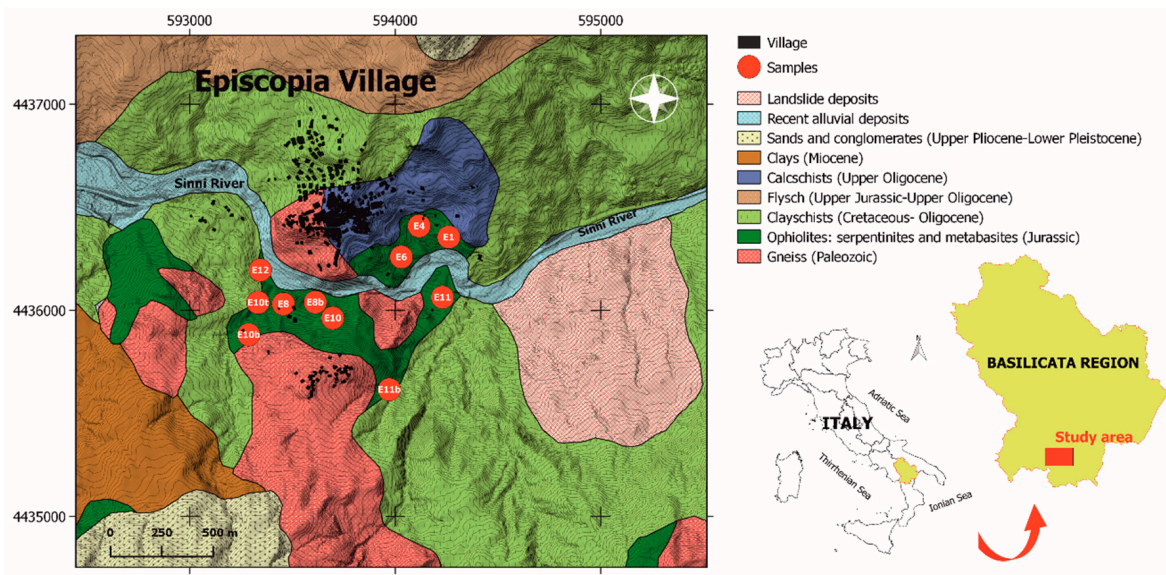 593000
594000
595000
4437000
4436000
4435000
Episcopia Village
Sinni River
Sinni River
E4
E1
E6
E12
E10b
E8
E8b
E10
E11
E10b
E11b
0 250 500 m
Village
Samples
Landslide deposits
Recent alluvial deposits
Sands and conglomerates (Upper Pliocene-Lower Pleistocene)
Clays (Miocene)
Calcschists (Upper Oligocene)
Flysch (Upper Jurassic-Upper Oligocene)
Clayschists (Cretaceous- Oligocene)
Ophiolites: serpentinites and metabasites (Jurassic)
Gneiss (Paleozoic)
N
ITALY
Adriatic Sea
Thirrhenian Sea
Ionian Sea
BASILICATA REGION
Study area